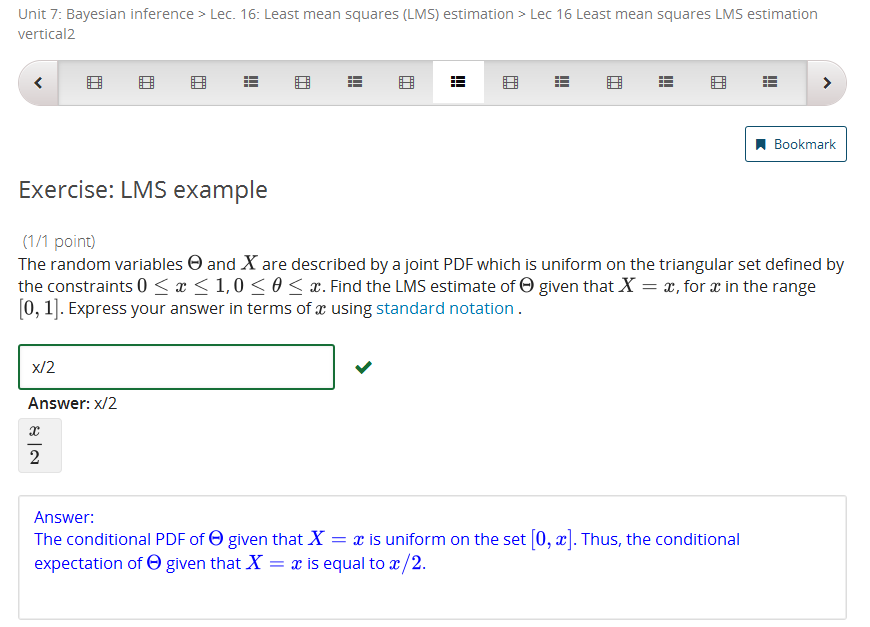 Unit 7: Bayesian inference > Lec. 16: Least mean squares (LMS) estimation > Lec 16 Least mean squares LMS estimation
vertical2
Bookmark
Exercise: LMS example
(1/1 point)
The random variables Θ and X are described by a joint PDF which is uniform on the triangular set defined by
the constraints 0 ≤ x ≤ 1, 0 ≤ θ ≤ x. Find the LMS estimate of Θ given that X = x, for x in the range
[0, 1]. Express your answer in terms of x using standard notation .
x/2
Answer: x/2
x
2
Answer:
The conditional PDF of Θ given that X = x is uniform on the set [0, x]. Thus, the conditional
expectation of Θ given that X = x is equal to x/2.